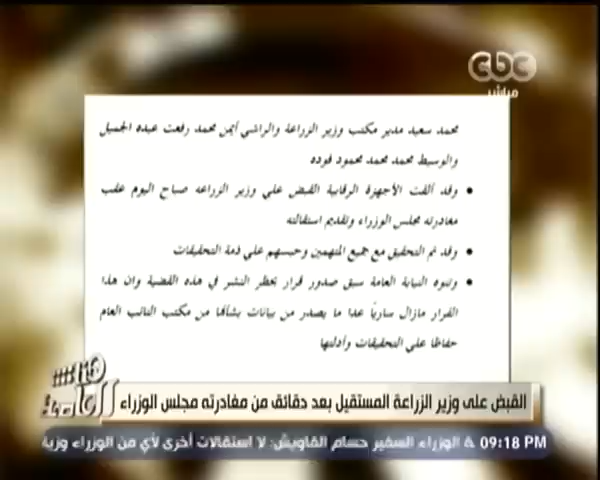 cbc
مباشر
محمد سعيد مدير مكتب وزير الزراعة والراشي أيمن محمد رفعت عبده الجميل
والوسيط محمد محمد محمود فوده
وقد ألقت الأجهزة الرقابية القبض علي وزير الزراعه صباح اليوم عقب
مغادرته مجلس الوزراء وتقديم استقالته
وقد تم التحقيق مع جميع المتهمين وحبسهم علي ذمة التحقيقات
وتنوه النيابة العامة سبق صدور قرار بحظر النشر في هذه القضية وان هذا
القرار مازال سارياً عدا ما يصدر من بيانات بشأنها من مكتب النائب العام
حفاظا علي التحقيقات وأدلتها
هنا العاصمة
القبض على وزير الزراعة المستقيل بعد دقائق من مغادرته مجلس الوزراء
09:18 PM ة الوزراء السفير حسام القاويش: لا استقالات أخرى لأي من الوزراء وزية